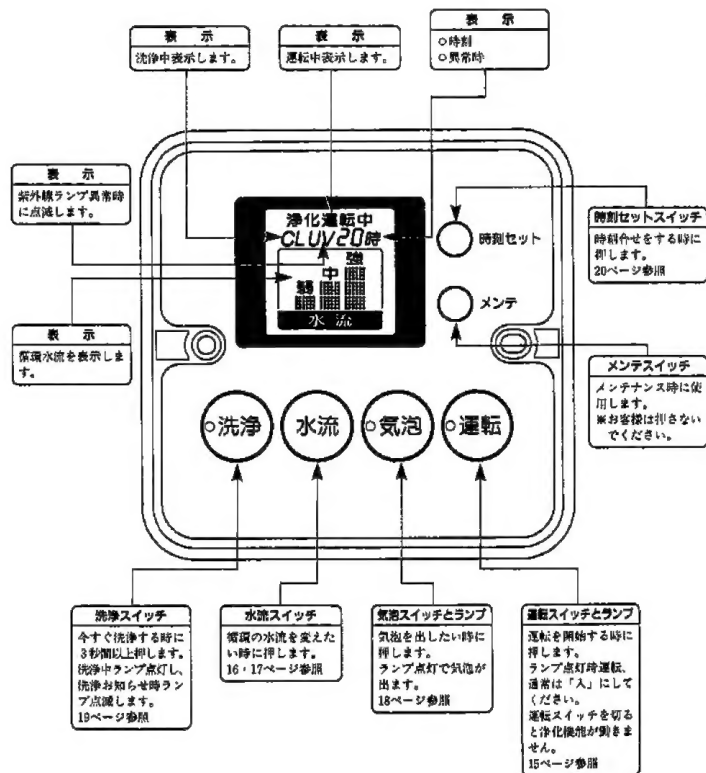 表 示
洗浄中表示します。
表 示
運転中表示します。
表 示
○時刻
○異常時
表 示
紫外線ランプ異常時
に点滅します。
表 示
循環水流を表示しま
す。
浄化運転中
CLUV20時
弱 中 強
水 流
時刻セット
メンテ
時刻セットスイッチ
時刻合せをする時に
押します。
20ページ参照
メンテスイッチ
メンテナンス時に使
用します。
※お客様は押さない
でください。
洗浄
水流
気泡
運転
洗浄スイッチ
今すぐ洗浄する時に
3秒間以上押します。
洗浄中ランプ点灯し、
洗浄お知らせ時ラン
プ点滅します。
19ページ参照
水流スイッチ
循環の水流を変えた
い時に押します。
16・17ページ参照
気泡スイッチとランプ
気泡を出したい時に
押します。
ランプ点灯で気泡が
出ます。
18ページ参照
運転スイッチとランプ
運転を開始する時に
押します。
ランプ点灯時運転、
通常は「入」にして
ください。
運転スイッチを切る
と浄化機能が働きま
せん。
15ページ参照